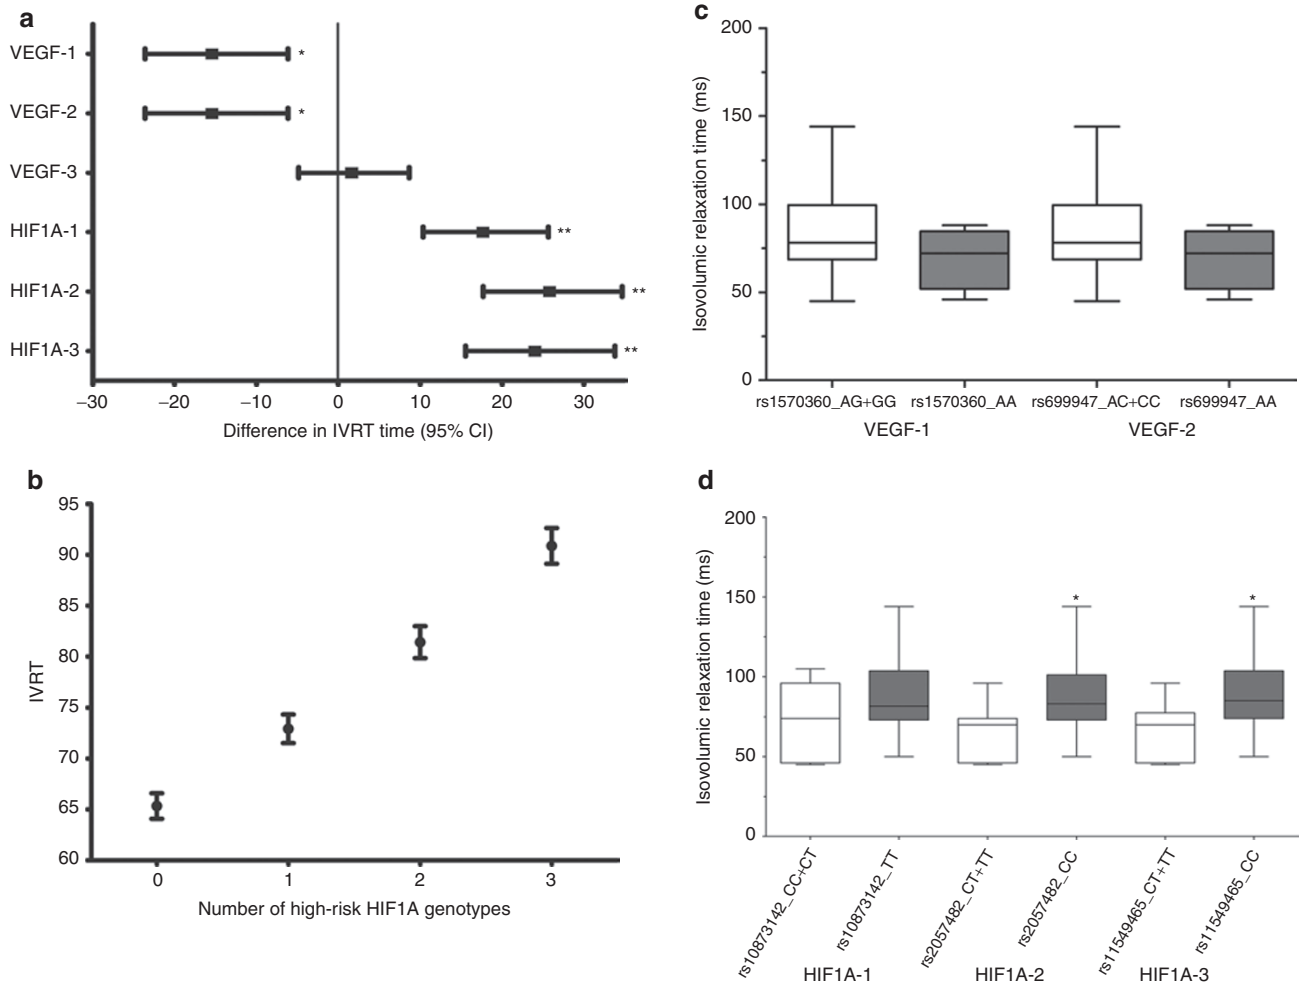 a
VEGF-1
*
VEGF-2
*
VEGF-3
HIF1A-1
**
HIF1A-2
**
HIF1A-3
**
–30 –20 –10 0 10 20 30
Difference in IVRT time (95% CI)
b
95
90
85
80
75
70
65
60
IVRT
0 1 2 3
Number of high-risk HIF1A genotypes
c
200
150
100
50
0
Isovolumic relaxation time (ms)
rs1570360_AG+GG rs1570360_AA rs699947_AC+CC rs699947_AA
VEGF-1 VEGF-2
d
200
150
100
50
0
Isovolumic relaxation time (ms)
* *
rs10873142_CC+CT
rs10873142_TT
rs2057482_CT+TT
rs2057482_CC
rs11549465_CT+TT
rs11549465_CC
HIF1A-1 HIF1A-2 HIF1A-3